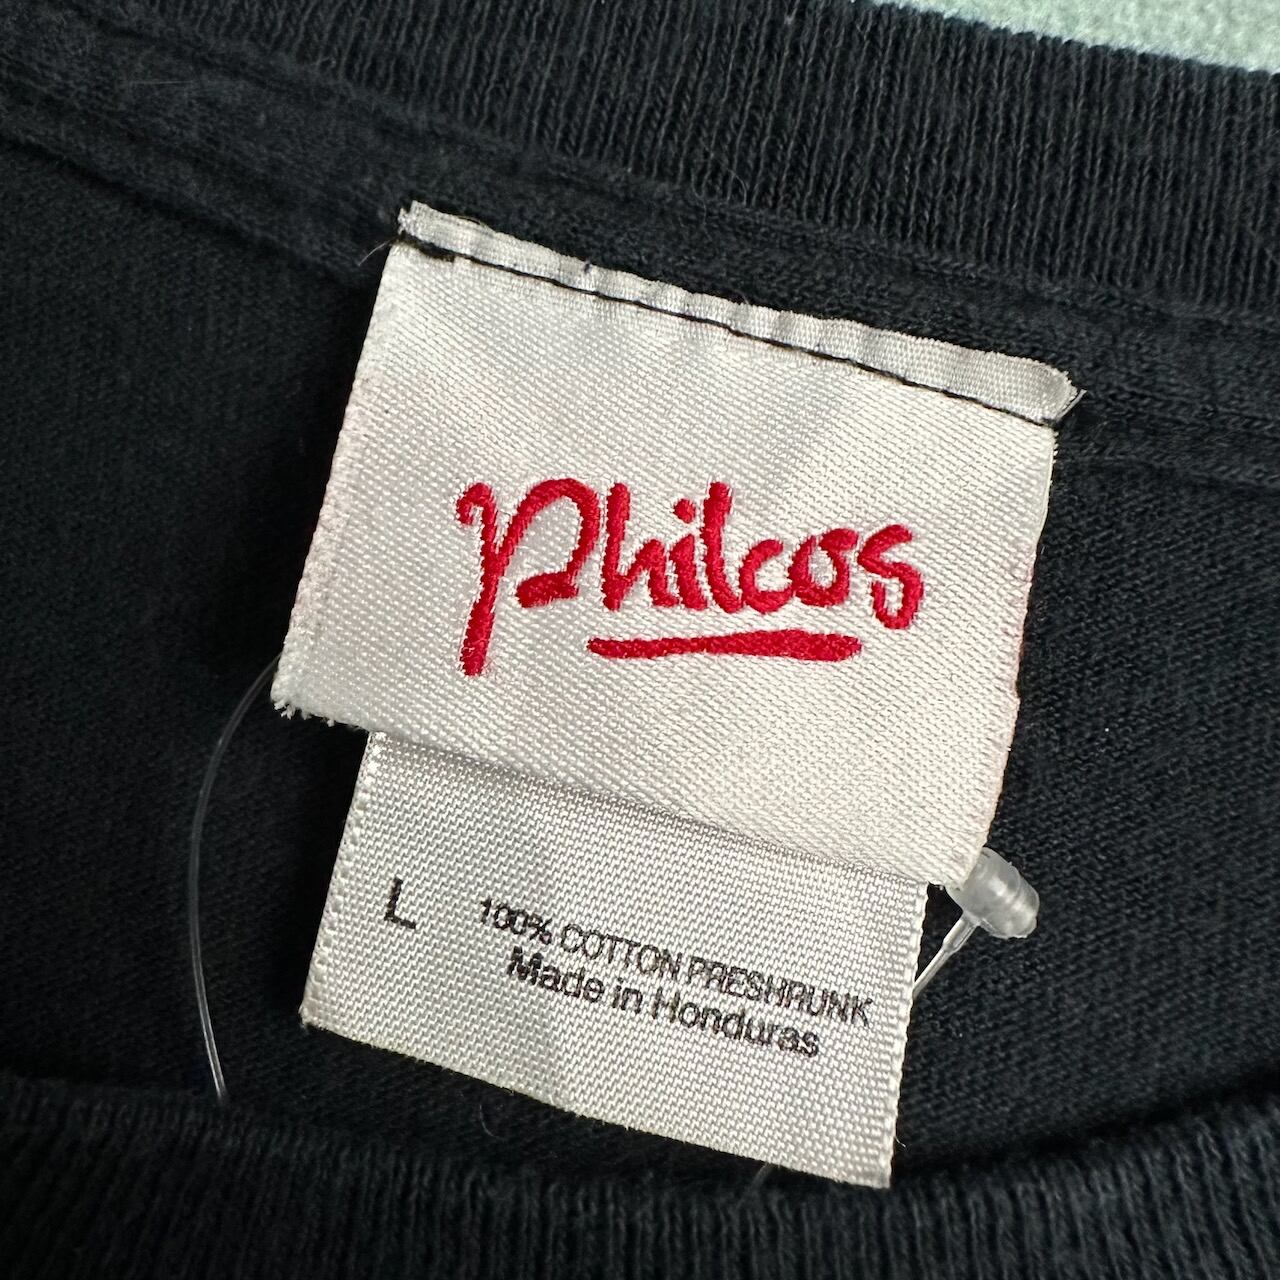 Philcos
L
100% COTTON PRESHRUNK
Made in Honduras